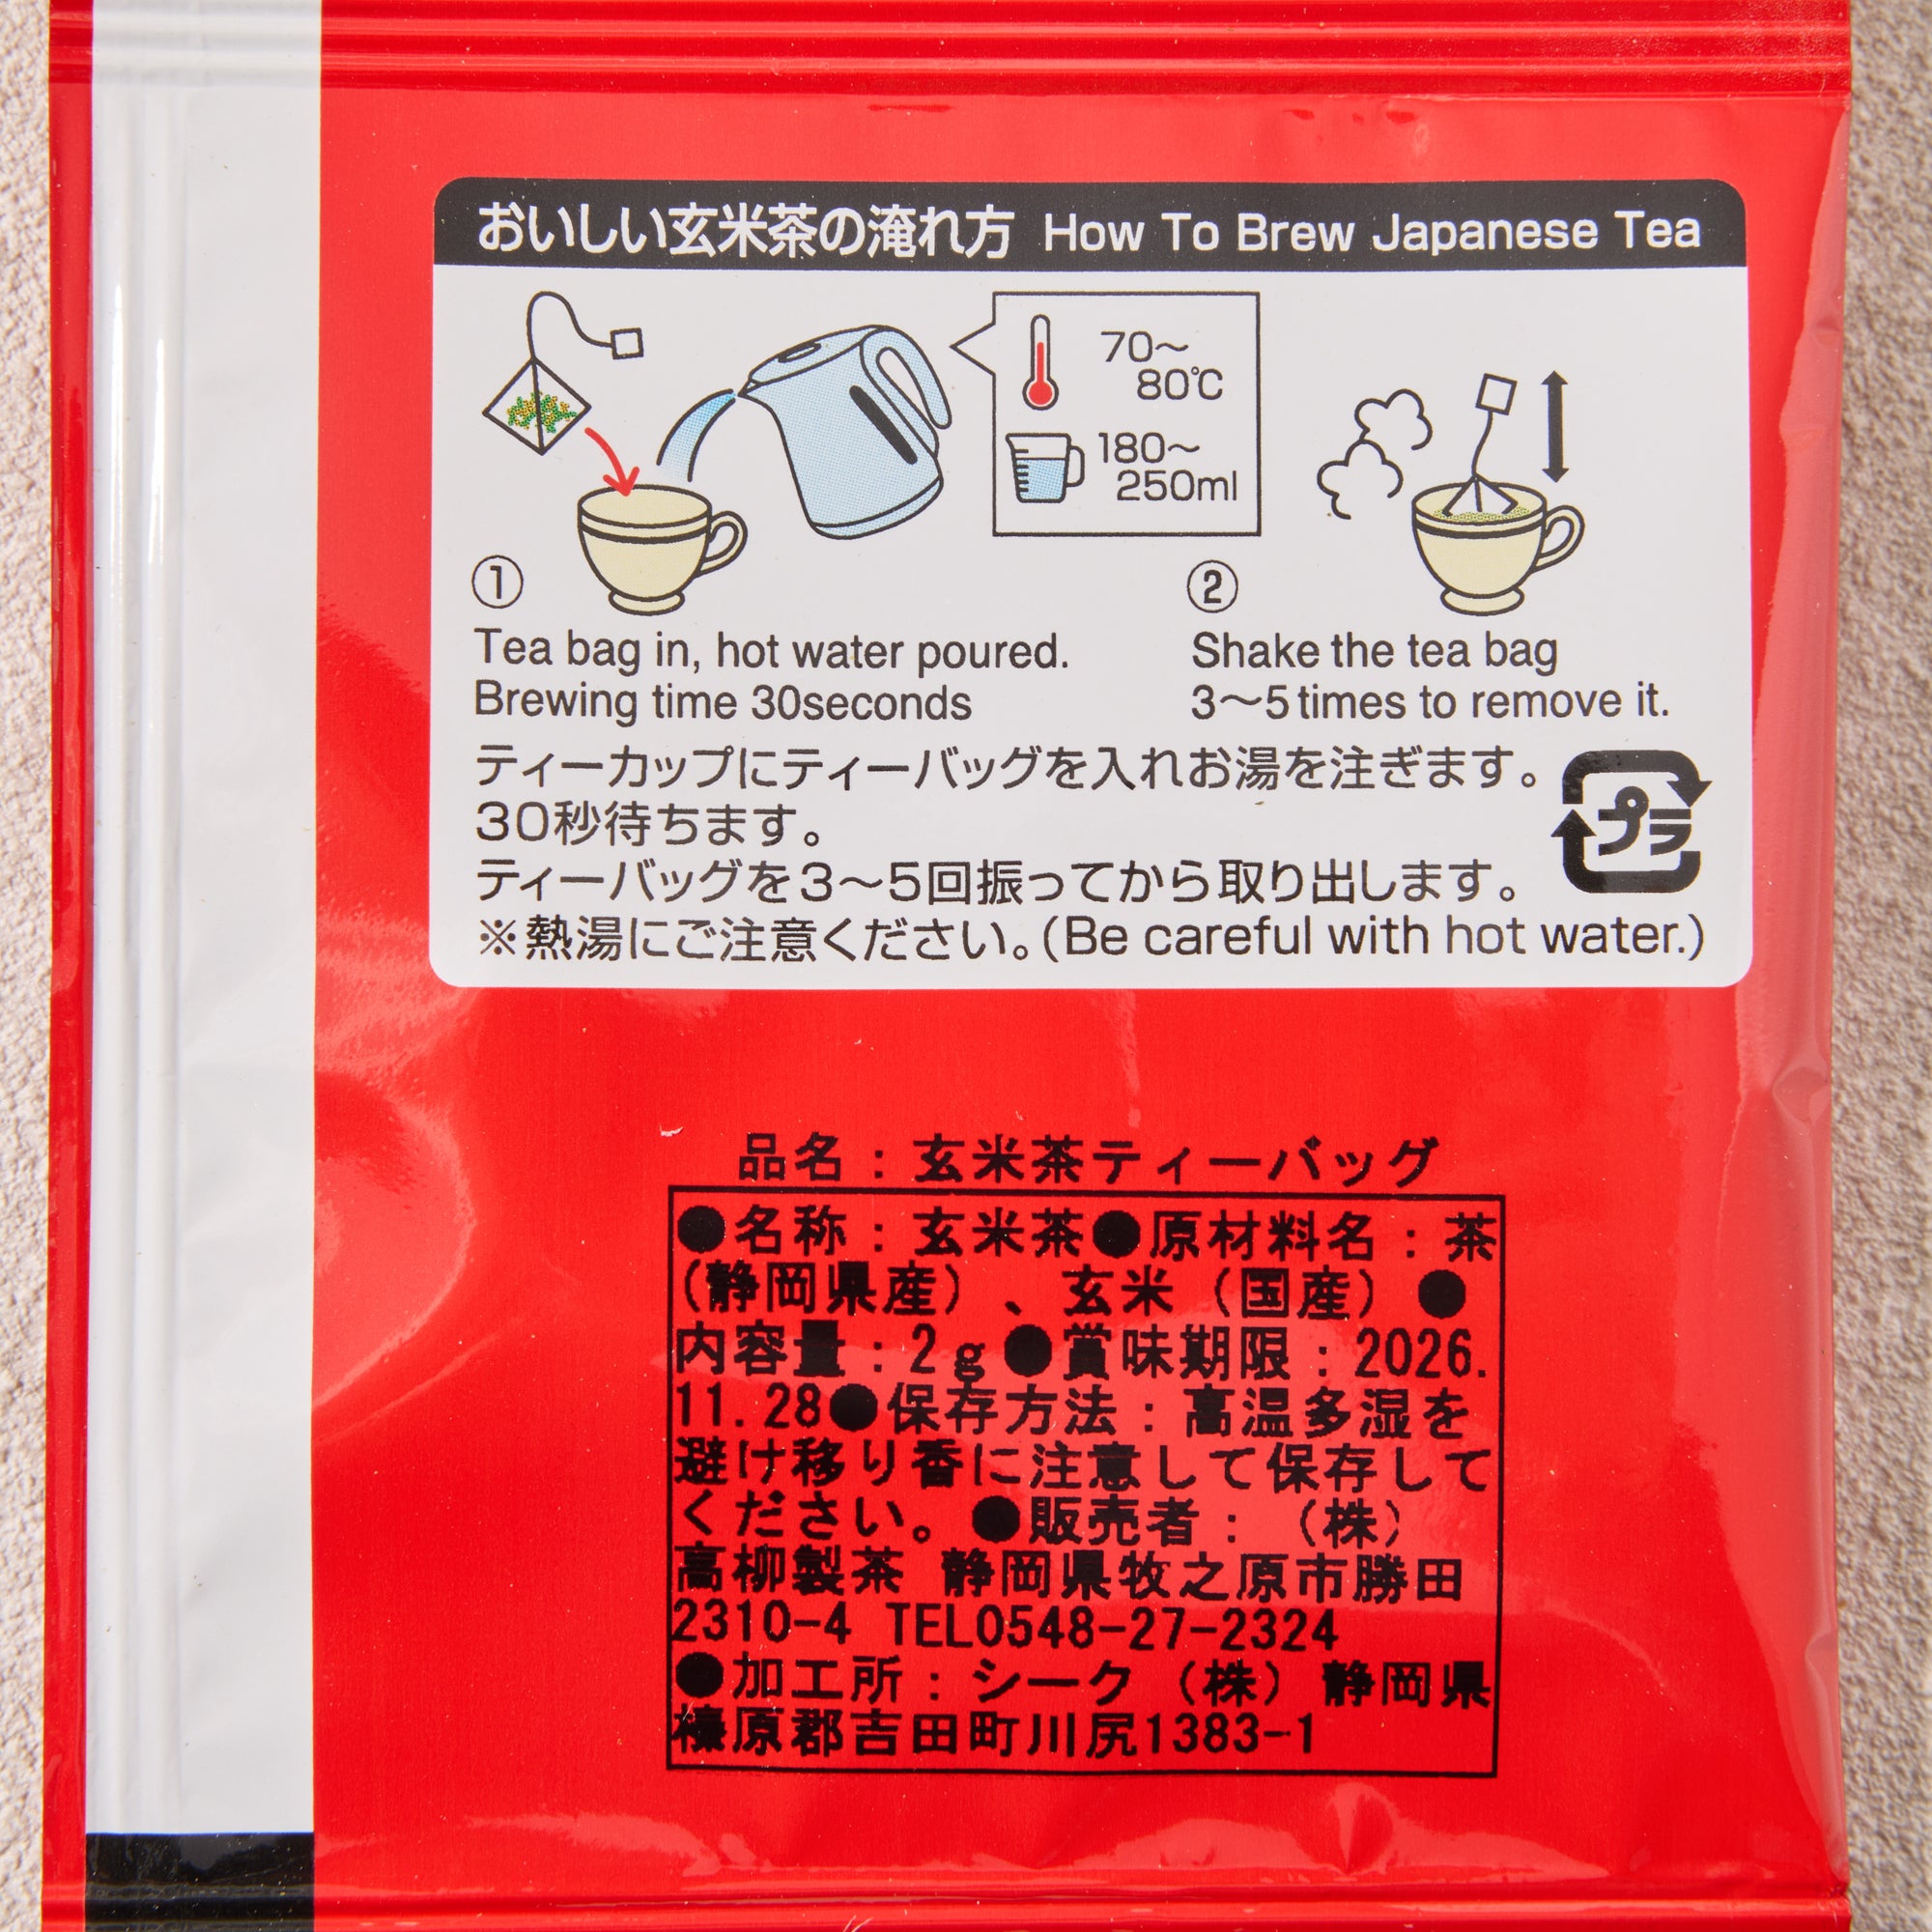 おいしい玄米茶の淹れ方 How To Brew Japanese Tea
70〜
80℃
180〜
250ml
①
Tea bag in, hot water poured.
Brewing time 30seconds
②
Shake the tea bag
3〜5 times to remove it.
ティーカップにティーバッグを入れお湯を注ぎます。
30秒待ちます。
ティーバッグを3〜5回振ってから取り出します。
プラ
※熱湯にご注意ください。(Be careful with hot water.)
品名：玄米茶ティーバッグ
●名称：玄米茶●原材料名：茶
(静岡県産）、玄米（国産）●
内容量：2g●賞味期限：2026.
11.28●保存方法：高温多湿を
避け移り香に注意して保存して
ください。●販売者：（株）
高柳製茶 静岡県牧之原市勝田
2310-4 TEL0548-27-2324
●加工所：シーク（株）静岡県
榛原郡吉田町川尻1383-1